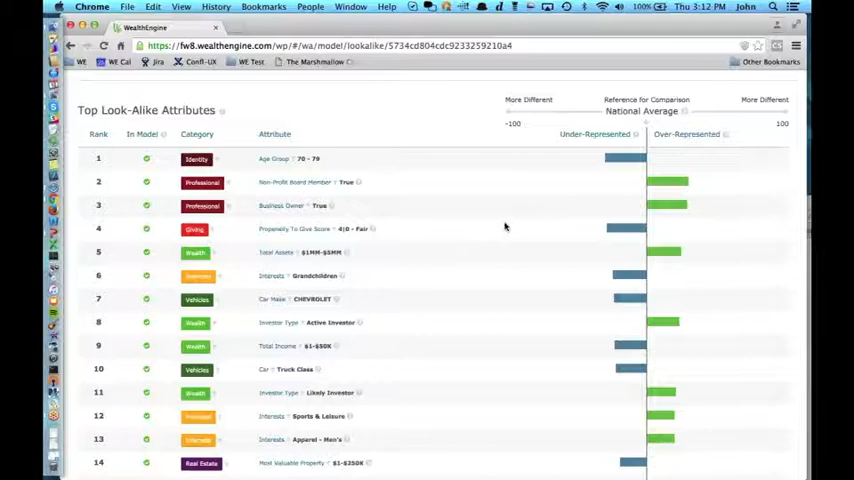 Chrome File Edit View History Bookmarks People Window Help 100% Thu 3:12 PM John
WealthEngine
https://fw8.wealthengine.com/wp/#/wa/model/lookalike/5734cd804cdc9233259210a4
WE WE Cal Jira Confl-UX WE Test The Marshmallow C Other Bookmarks
More Different Reference for Comparison More Different
Top Look-Alike Attributes National Average
-100 100
Rank In Model Category Attribute Under-Represented Over-Represented
1 Identity Age Group 70 - 79
2 Professional Non-Profit Board Member True
3 Professional Business Owner True
4 Giving Propensity To Give Score 4|0 - Fair
5 Wealth Total Assets $1MM-$5MM
6 Interests Interests Grandchildren
7 Vehicles Car Make CHEVROLET
8 Wealth Investor Type Active Investor
9 Wealth Total Income $1-$50K
10 Vehicles Car Truck Class
11 Wealth Investor Type Likely Investor
12 Interests Interests Sports & Leisure
13 Interests Interests Apparel - Men's
14 Real Estate Most Valuable Property $1-$250K